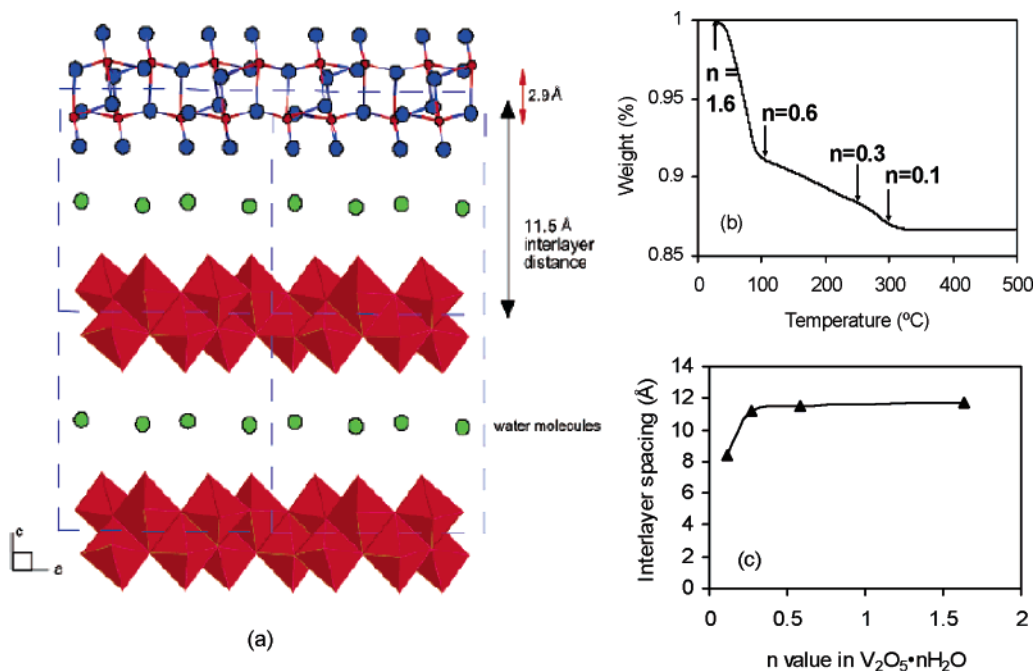 2.9 Å
11.5 Å
interlayer
distance
water molecules
c
a
(a)
(b)
1
0.95
0.9
0.85
Weight (%)
n =
1.6
n=0.6
n=0.3
n=0.1
0 100 200 300 400 500
Temperature (ºC)
14
12
10
8
6
4
2
0
Interlayer spacing (Å)
(c)
0 0.5 1 1.5 2
n value in V₂O₅•nH₂O